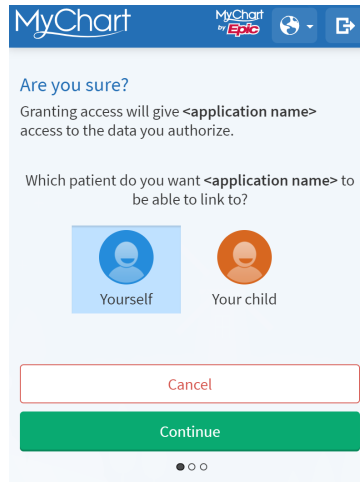 MyChart
MyChart
by Epic
Are you sure?
Granting access will give <application name>
access to the data you authorize.
Which patient do you want <application name> to
be able to link to?
Yourself
Your child
Cancel
Continue